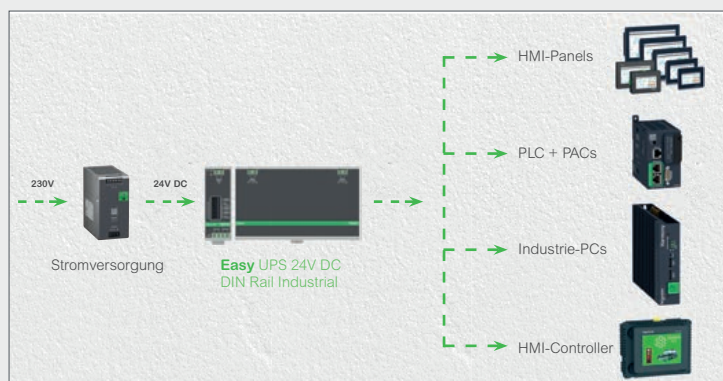 230V
24V DC
Stromversorgung
Easy UPS 24V DC
DIN Rail Industrial
HMI-Panels
PLC + PACs
Industrie-PCs
HMI-Controller